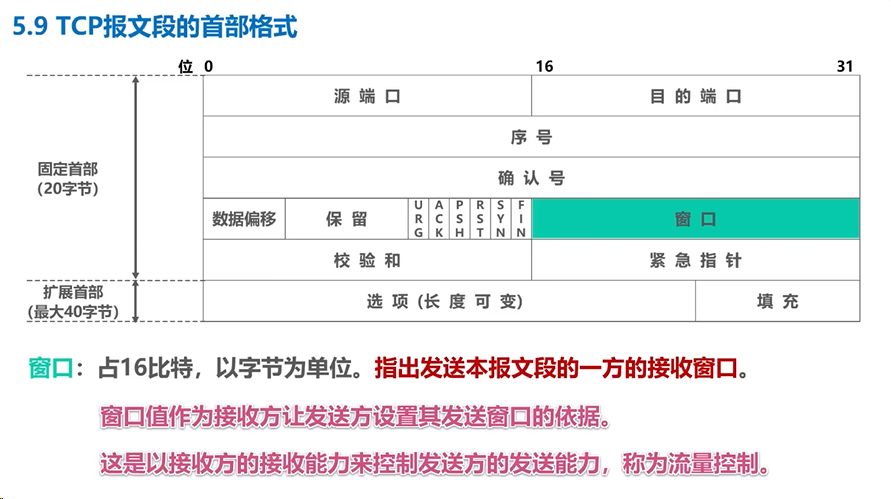 5.9 TCP报文段的首部格式
位 0 16 31
源 端 口 目 的 端 口
序 号
固定首部
(20字节)
确 认 号
数据偏移 保 留 URG ACK PSH RST SYN FIN 窗 口
校 验 和 紧 急 指 针
扩展首部
(最大40字节)
选 项 (长 度 可 变) 填 充
窗口：占16比特，以字节为单位。指出发送本报文段的一方的接收窗口。
窗口值作为接收方让发送方设置其发送窗口的依据。
这是以接收方的接收能力来控制发送方的发送能力，称为流量控制。